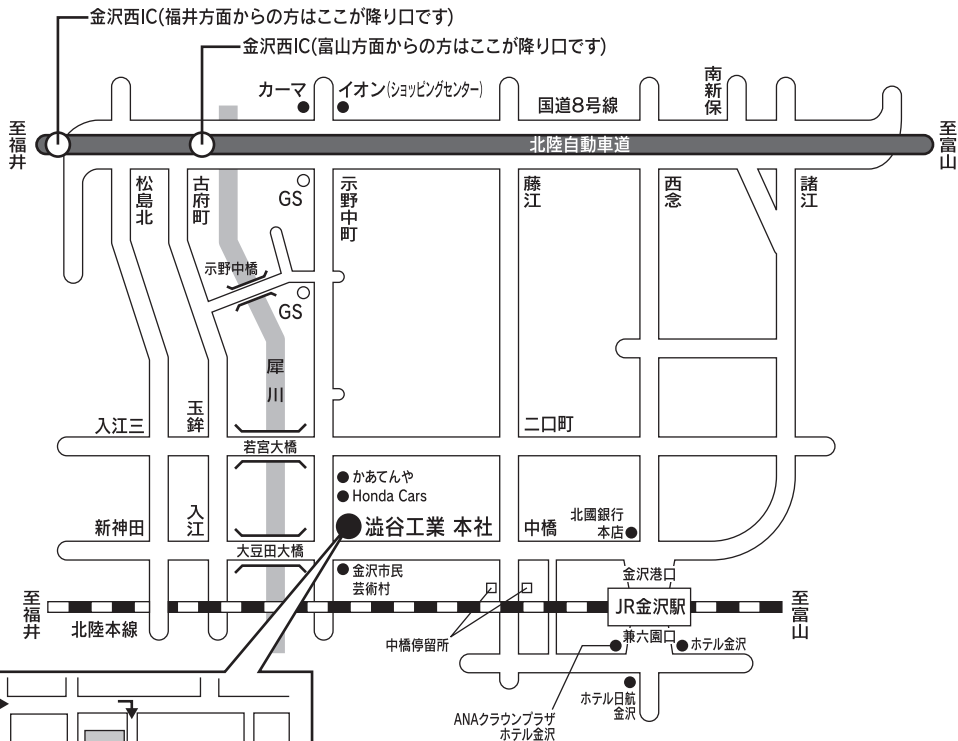 金沢西IC(福井方面からの方はここが降り口です)
金沢西IC(富山方面からの方はここが降り口です)
カーマ
イオン(ショッピングセンター)
国道8号線
南新保
至福井
北陸自動車道
至富山
松島北
古府町
GS
示野中町
藤江
西念
諸江
示野中橋
GS
犀川
玉鉾
入江三
若宮大橋
二口町
かあてんや
Honda Cars
新神田
入江
澁谷工業 本社
中橋
北國銀行
本店
大豆田大橋
金沢市民
芸術村
金沢港口
至福井
北陸本線
JR金沢駅
至富山
中橋停留所
兼六園口
ホテル金沢
ホテル日航
金沢
ANAクラウンプラザ
ホテル金沢